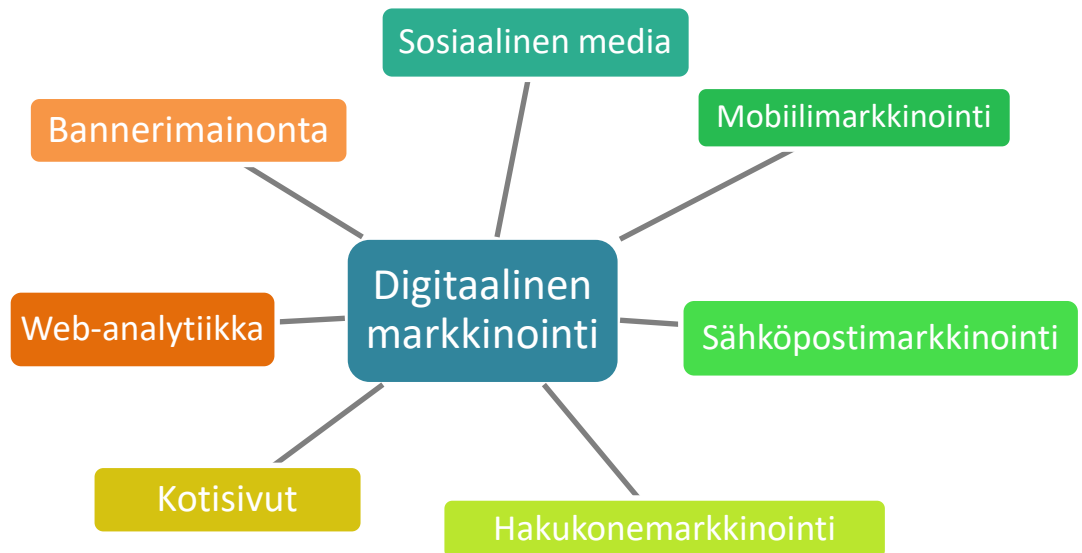 Sosiaalinen media
Mobiilimarkkinointi
Bannerimainonta
Digitaalinen
markkinointi
Web-analytiikka
Sähköpostimarkkinointi
Kotisivut
Hakukonemarkkinointi